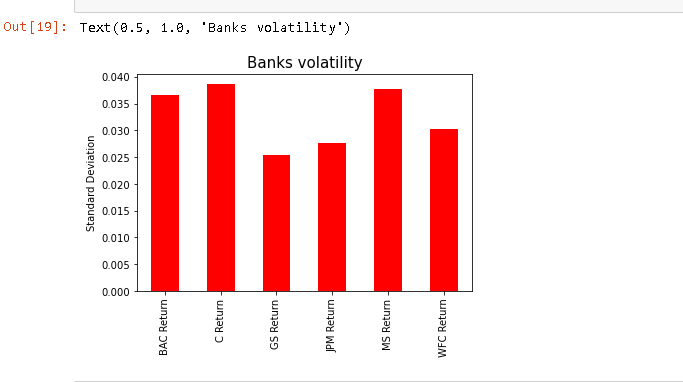 Out[19]: Text(0.5, 1.0, 'Banks volatility')
Banks volatility
Standard Deviation
0.040
0.035
0.030
0.025
0.020
0.015
0.010
0.005
0.000
BAC Return
C Return
GS Return
JPM Return
MS Return
WFC Return